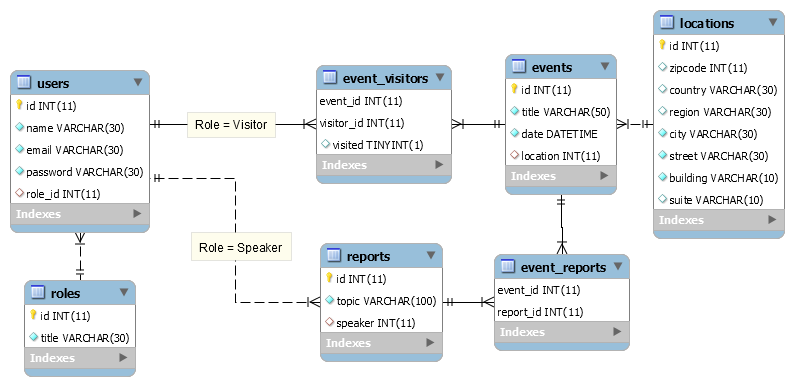 users
id INT(11)
name VARCHAR(30)
email VARCHAR(30)
password VARCHAR(30)
role_id INT(11)
Indexes
Role = Visitor
event_visitors
event_id INT(11)
visitor_id INT(11)
visited TINYINT(1)
Indexes
events
id INT(11)
title VARCHAR(50)
date DATETIME
location INT(11)
Indexes
locations
id INT(11)
zipcode INT(11)
country VARCHAR(30)
region VARCHAR(30)
city VARCHAR(30)
street VARCHAR(30)
building VARCHAR(10)
suite VARCHAR(10)
Indexes
Role = Speaker
roles
id INT(11)
title VARCHAR(30)
Indexes
reports
id INT(11)
topic VARCHAR(100)
speaker INT(11)
Indexes
event_reports
event_id INT(11)
report_id INT(11)
Indexes